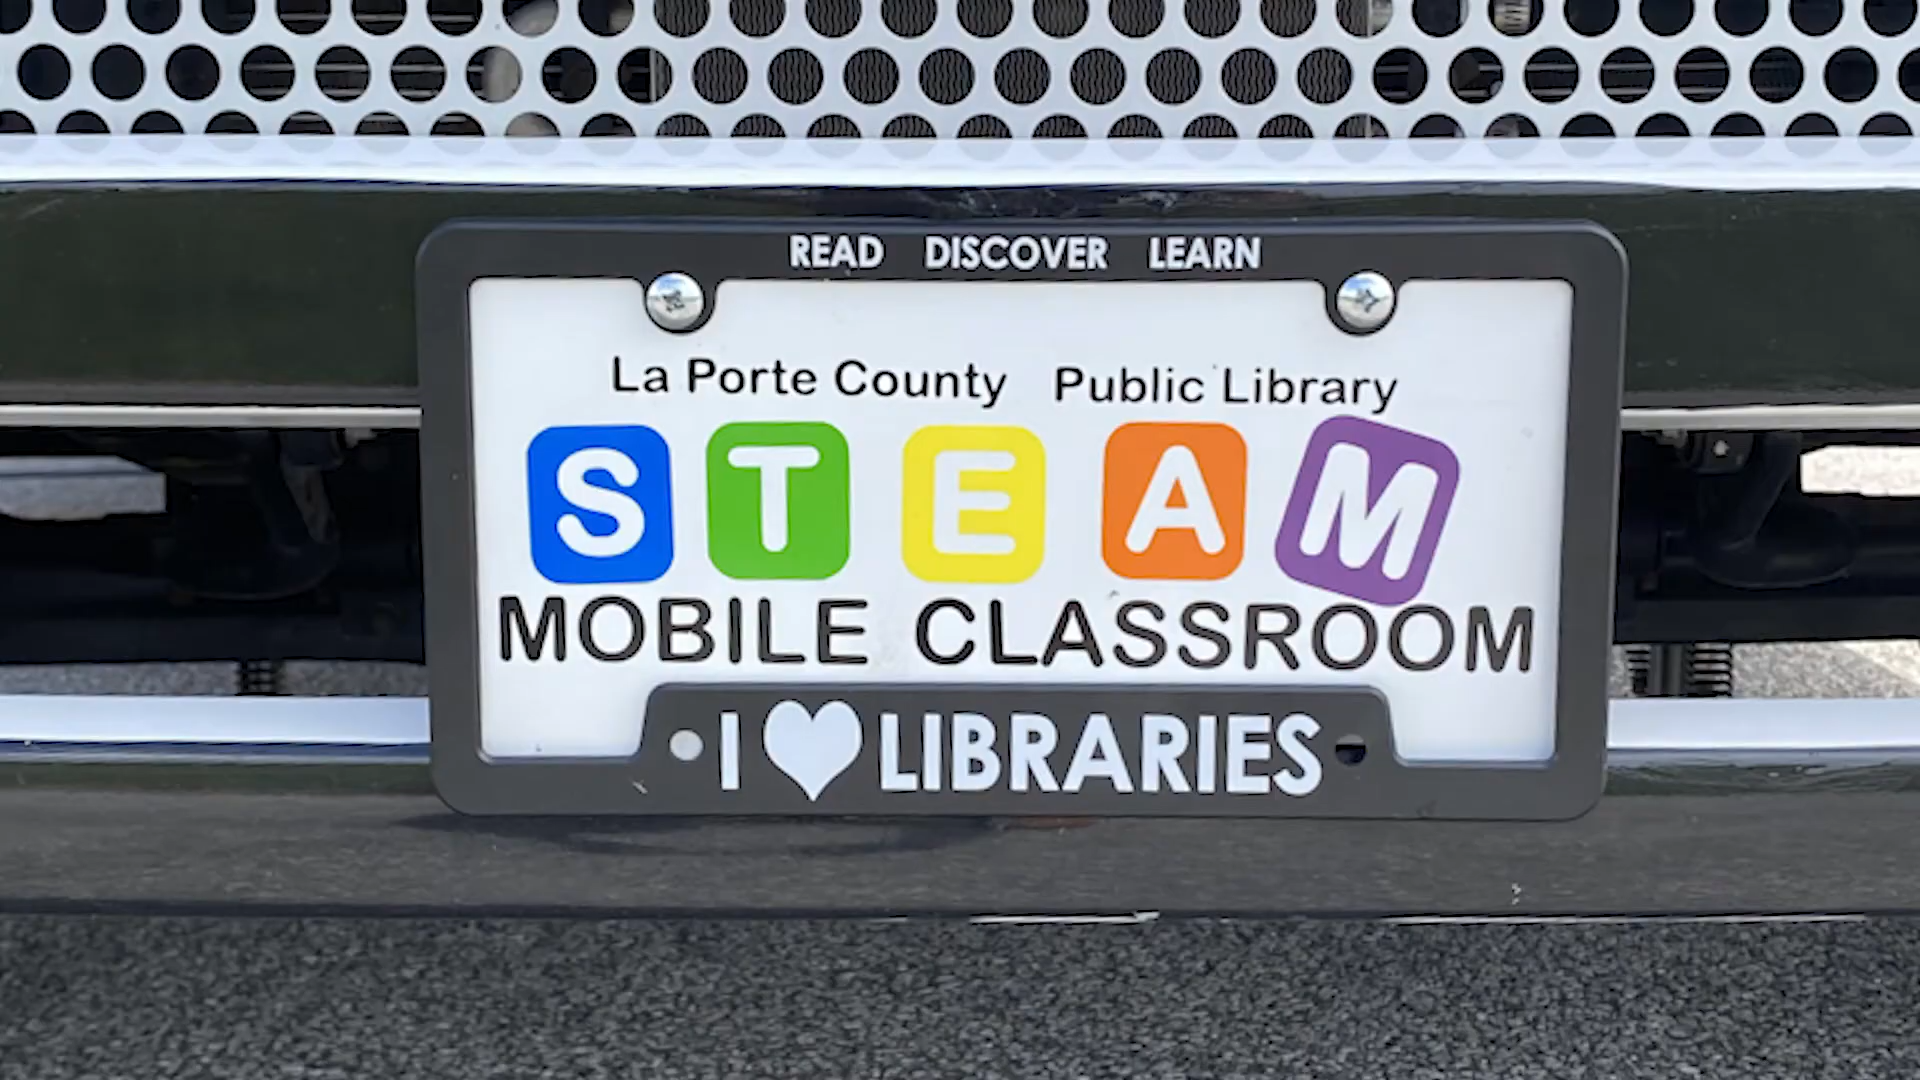 READ DISCOVER LEARN
La Porte County Public Library
STEAM
MOBILE CLASSROOM
I ♥ LIBRARIES